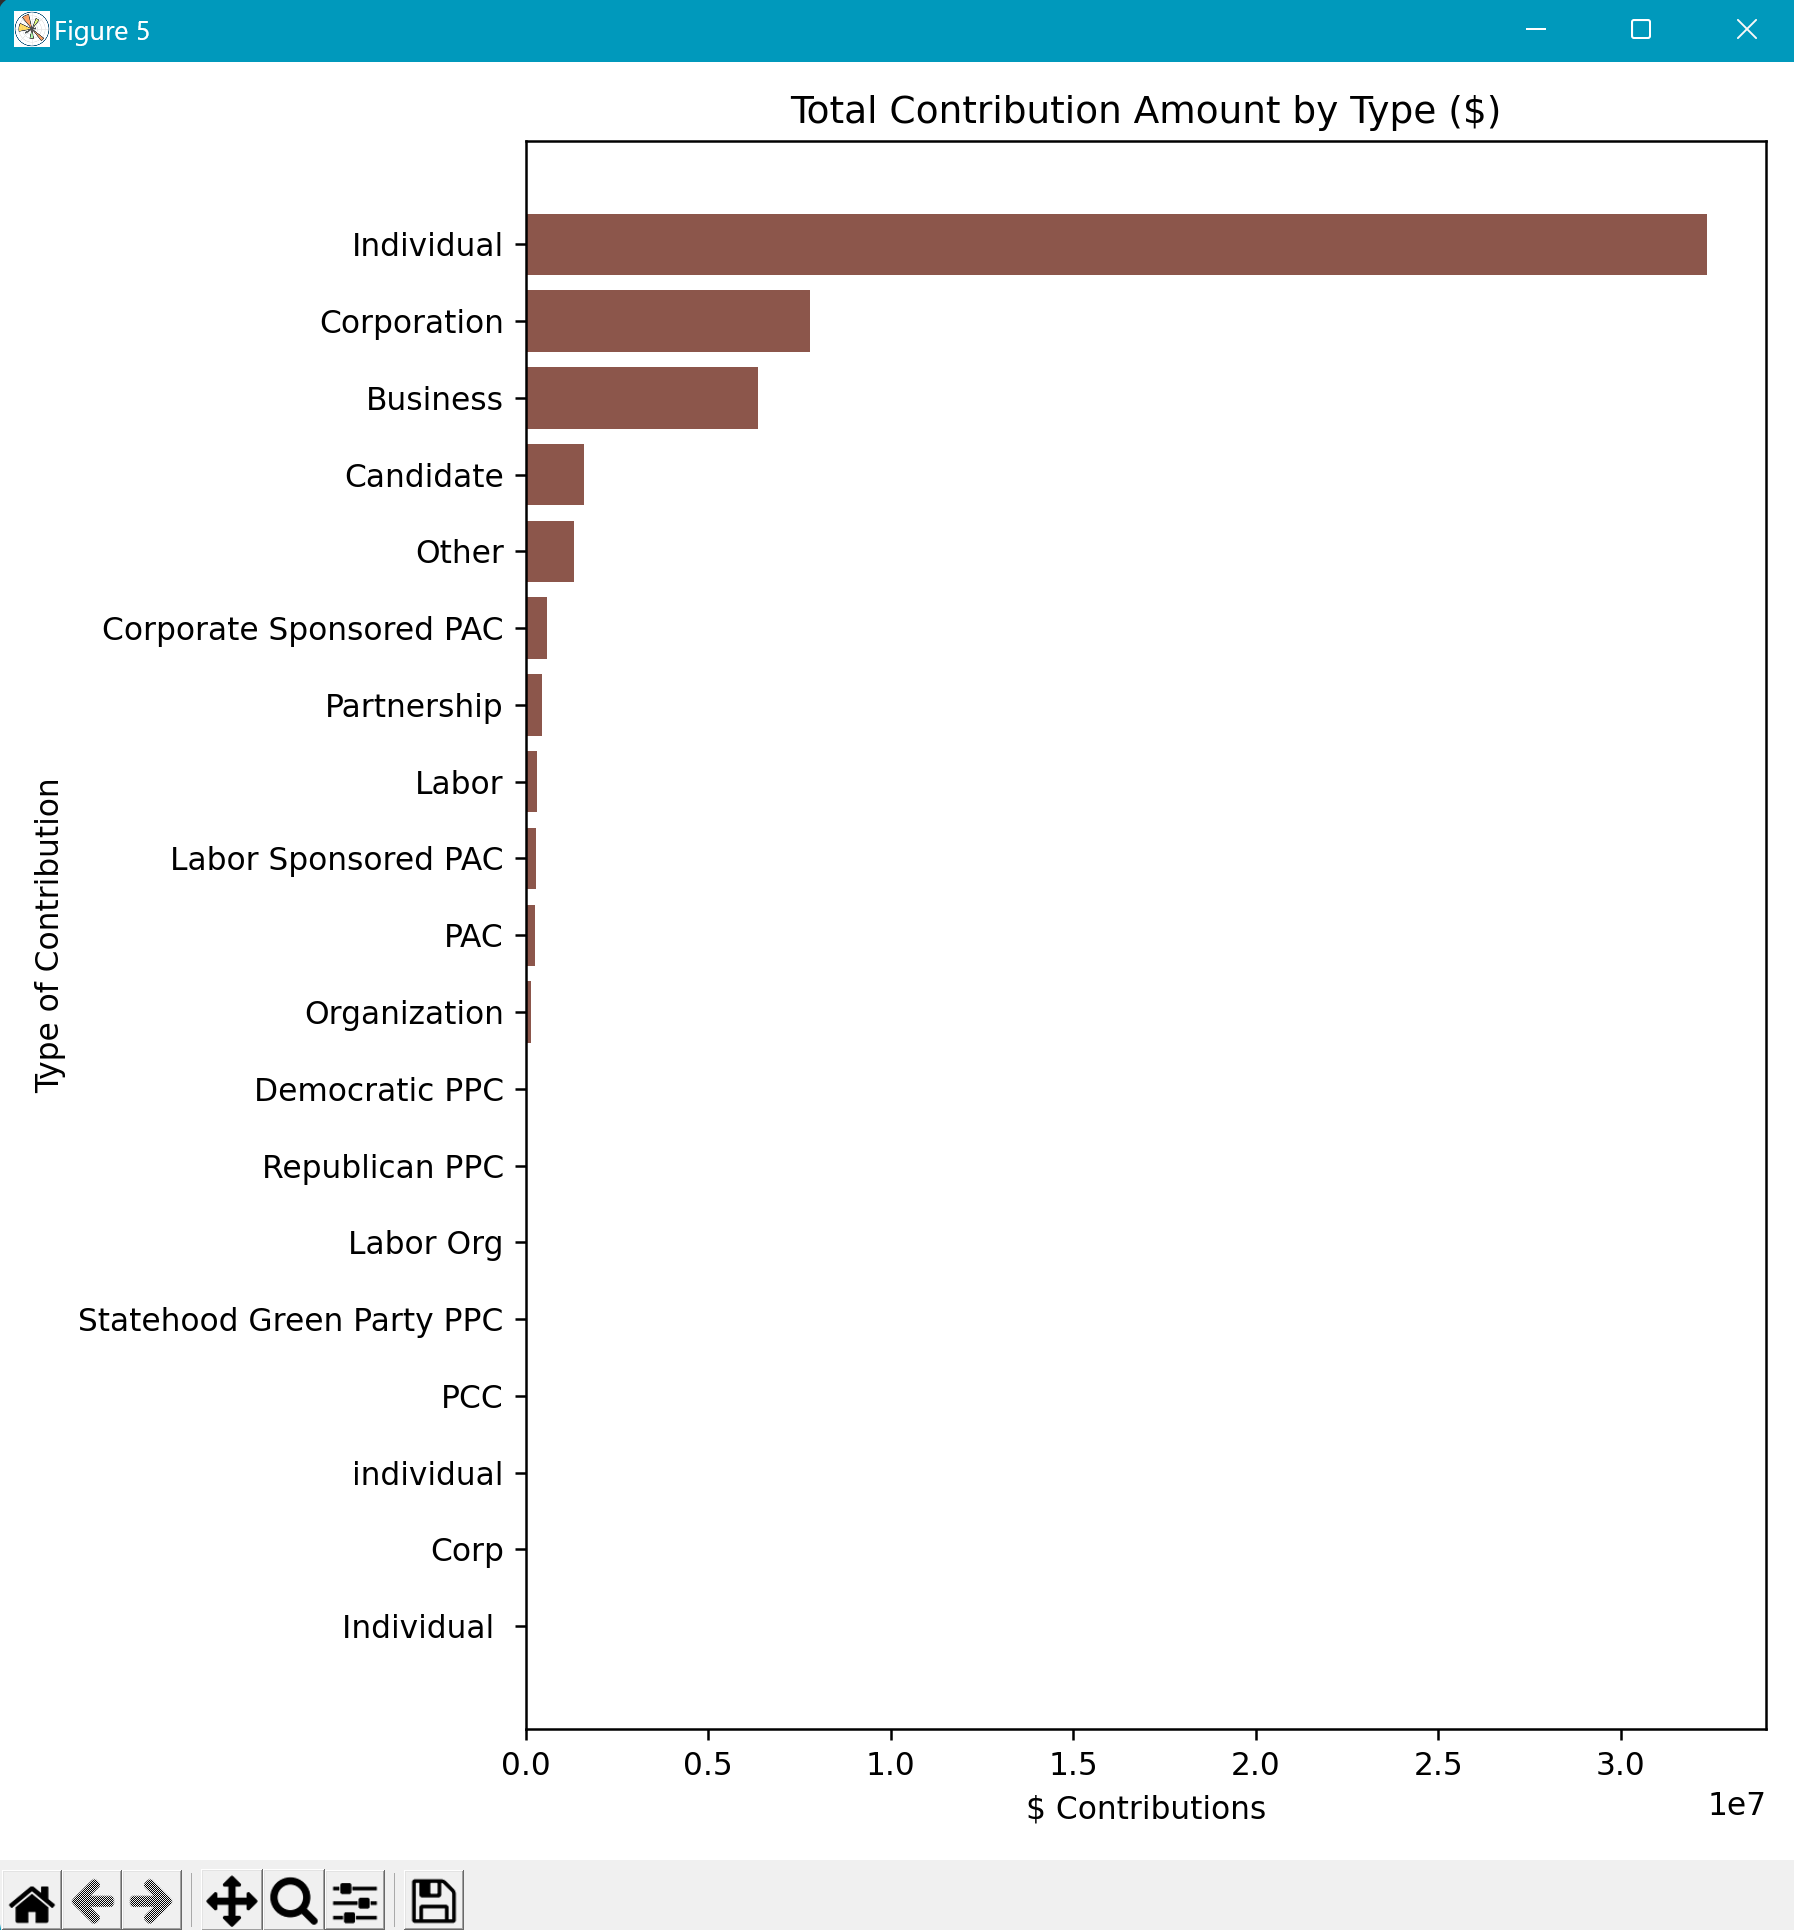 Figure 5
Total Contribution Amount by Type ($)
Individual
Corporation
Business
Candidate
Other
Corporate Sponsored PAC
Partnership
Labor
Labor Sponsored PAC
PAC
Organization
Democratic PPC
Republican PPC
Labor Org
Statehood Green Party PPC
PCC
individual
Corp
Individual
Type of Contribution
0.0 0.5 1.0 1.5 2.0 2.5 3.0
$ Contributions
1e7